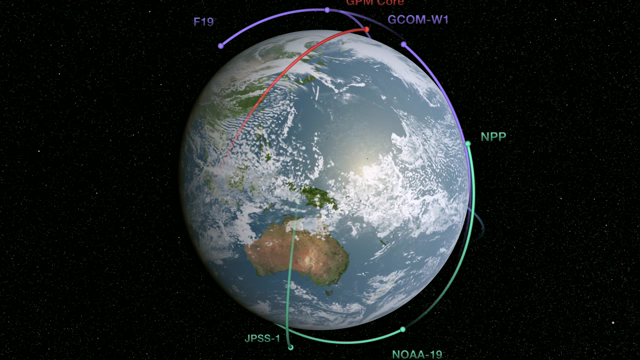 GPM Core
F19
GCOM-W1
NPP
JPSS-1
NOAA-19